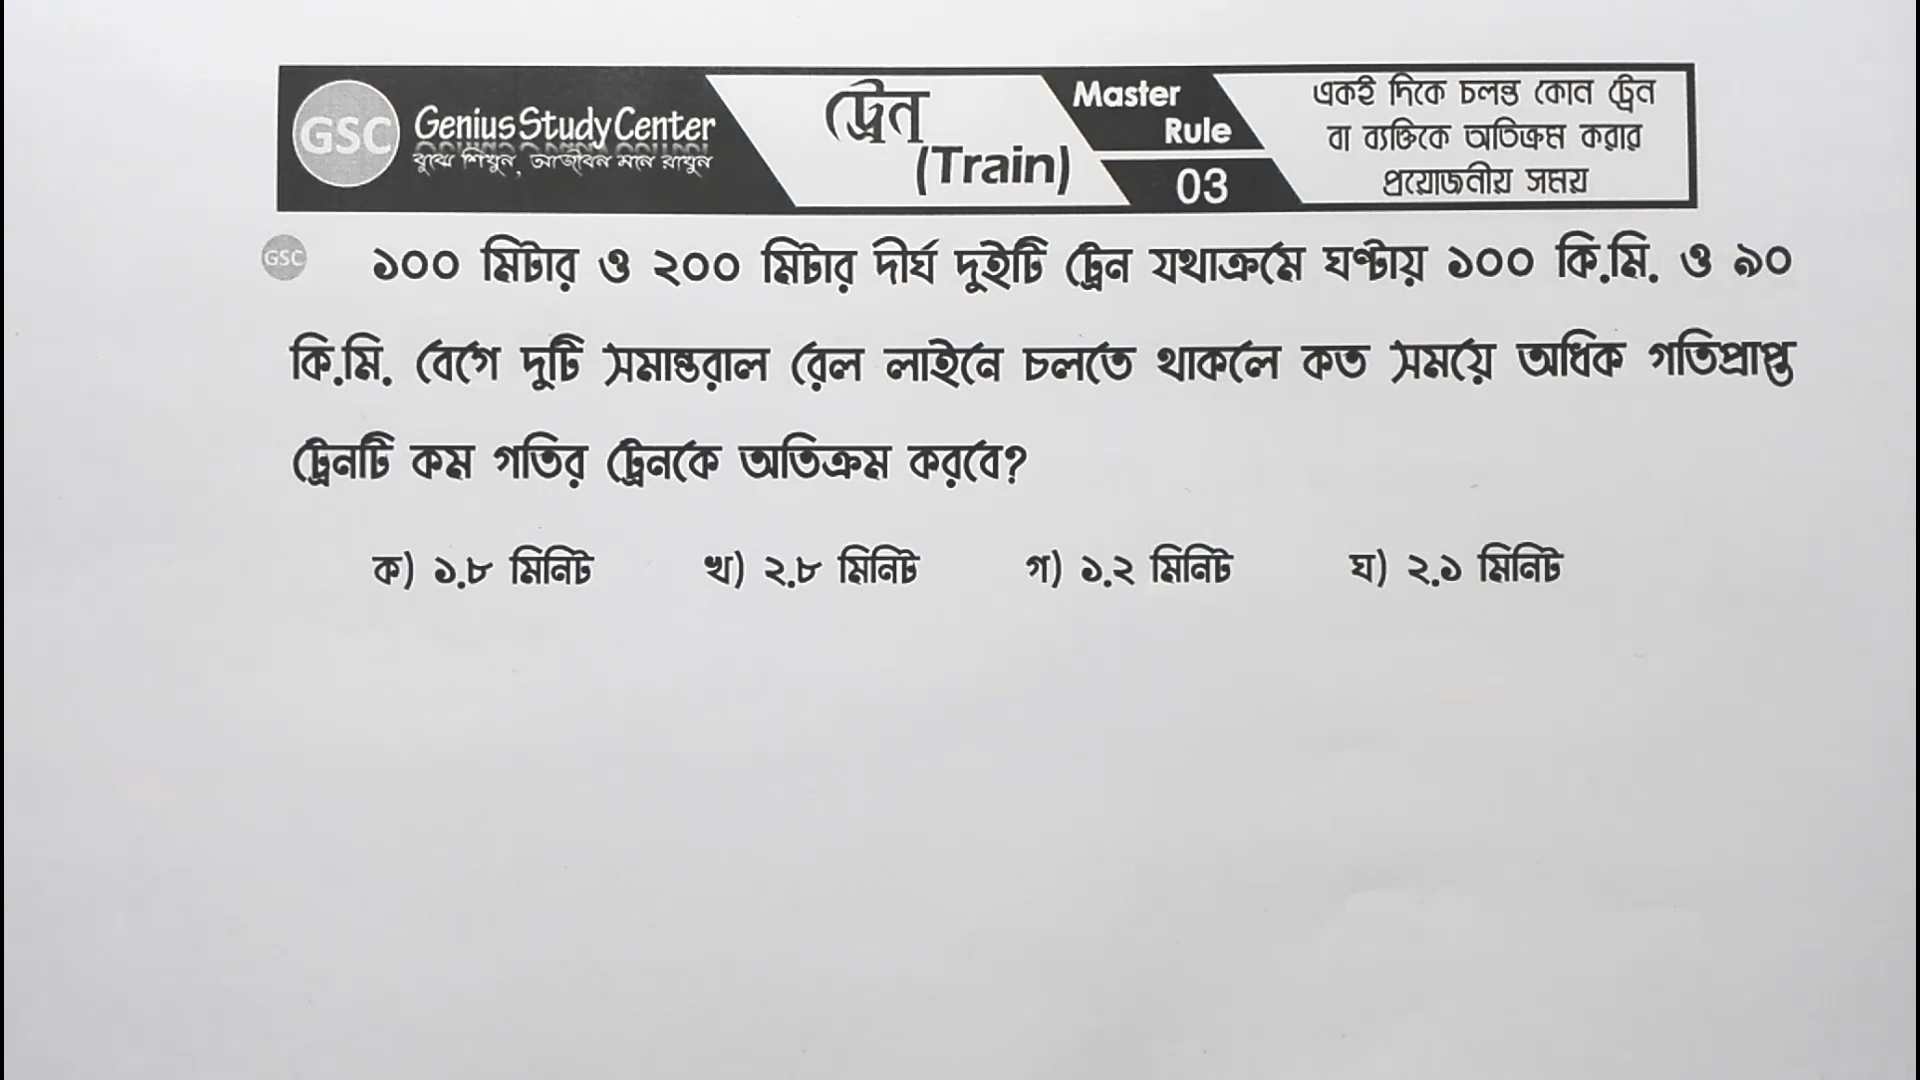 GSC
Genius Study Center
বুঝে শিখুন, আজীবন মনে রাখুন
ট্রেন
(Train)
Master
Rule
03
একই দিকে চলন্ত কোন ট্রেন
বা ব্যক্তিকে অতিক্রম করার
প্রয়োজনীয় সময়
GSC
১০০ মিটার ও ২০০ মিটার দীর্ঘ দুইটি ট্রেন যথাক্রমে ঘণ্টায় ১০০ কি.মি. ও ৯০
কি.মি. বেগে দুটি সমান্তরাল রেল লাইনে চলতে থাকলে কত সময়ে অধিক গতিপ্রাপ্ত
ট্রেনটি কম গতির ট্রেনকে অতিক্রম করবে?
ক) ১.৮ মিনিট খ) ২.৮ মিনিট গ) ১.২ মিনিট ঘ) ২.১ মিনিট